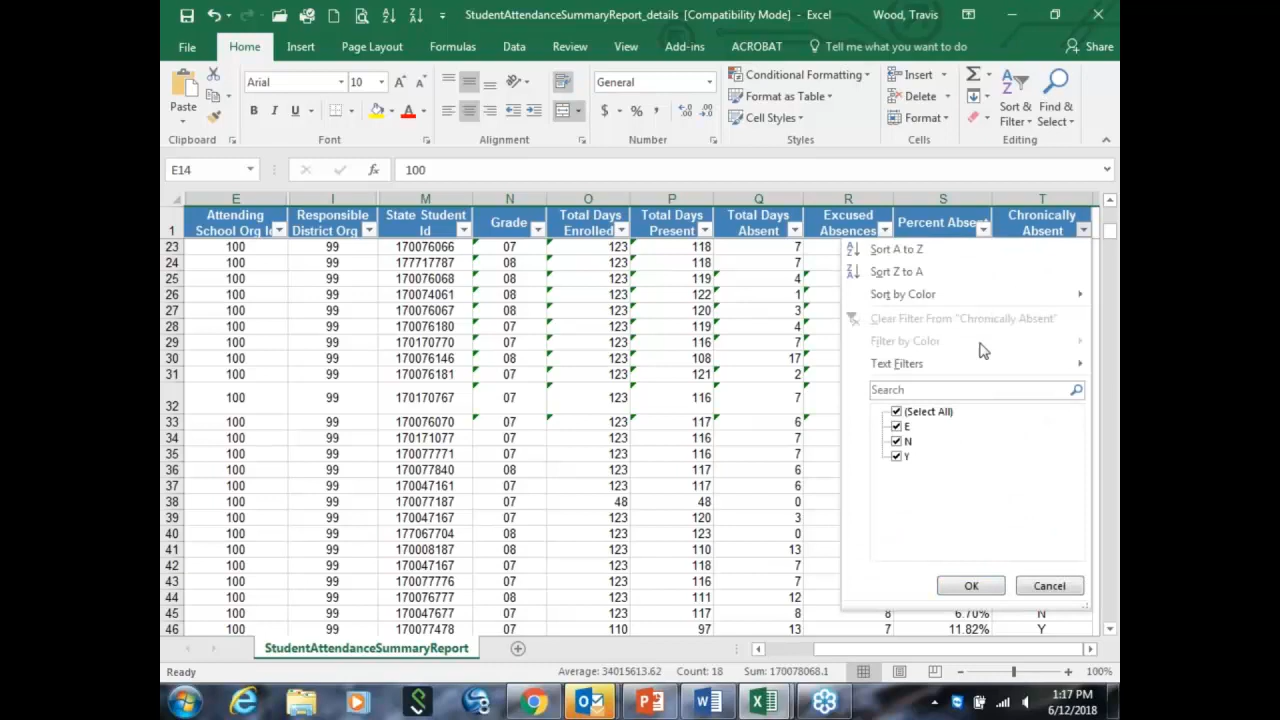 StudentAttendanceSummaryReport_details [Compatibility Mode] - Excel
Wood, Travis
File Home Insert Page Layout Formulas Data Review View Add-ins ACROBAT Tell me what you want to do Share
Arial 10 General Conditional Formatting Insert
Format as Table Delete
Paste Cell Styles Format Sort & Filter Find & Select
Clipboard Font Alignment Number Styles Cells Editing
E14 fx 100
E I M N O P Q R S T
1 Attending School Org Responsible District Org State Student Id Grade Total Days Enrolled Total Days Present Total Days Absent Excused Absences Percent Absent Chronically Absent
23 100 99 170076066 07 123 118 7
24 100 99 177717787 08 123 118 7
25 100 99 170076068 08 123 119 4
26 100 99 170074061 08 123 122 1
27 100 99 170076067 08 123 120 3
28 100 99 170076180 07 123 119 4
29 100 99 170170770 07 123 116 7
30 100 99 170076146 08 123 108 17
31 100 99 170076181 07 123 121 2
32 100 99 170170767 07 123 116 7
33 100 99 170076070 07 123 117 6
34 100 99 170171077 07 123 116 7
35 100 99 170077771 07 123 116 7
36 100 99 170077840 08 123 117 6
37 100 99 170047161 07 123 117 6
38 100 99 170077187 07 48 48 0
39 100 99 170047167 07 123 120 3
40 100 99 177067704 08 123 123 0
41 100 99 170008187 08 123 110 13
42 100 99 170047167 07 123 118 7
43 100 99 170077776 07 123 116 7
44 100 99 170076777 08 123 111 12
45 100 99 170047677 07 123 117 8 8 6.70% N
46 100 99 170077478 07 110 97 13 7 11.82% Y
Sort A to Z
Sort Z to A
Sort by Color
Clear Filter From "Chronically Absent"
Filter by Color
Text Filters
Search
(Select All)
E
N
Y
OK Cancel
StudentAttendanceSummaryReport
Ready Average: 34015613.62 Count: 18 Sum: 170078068.1 100%
1:17 PM
6/12/2018